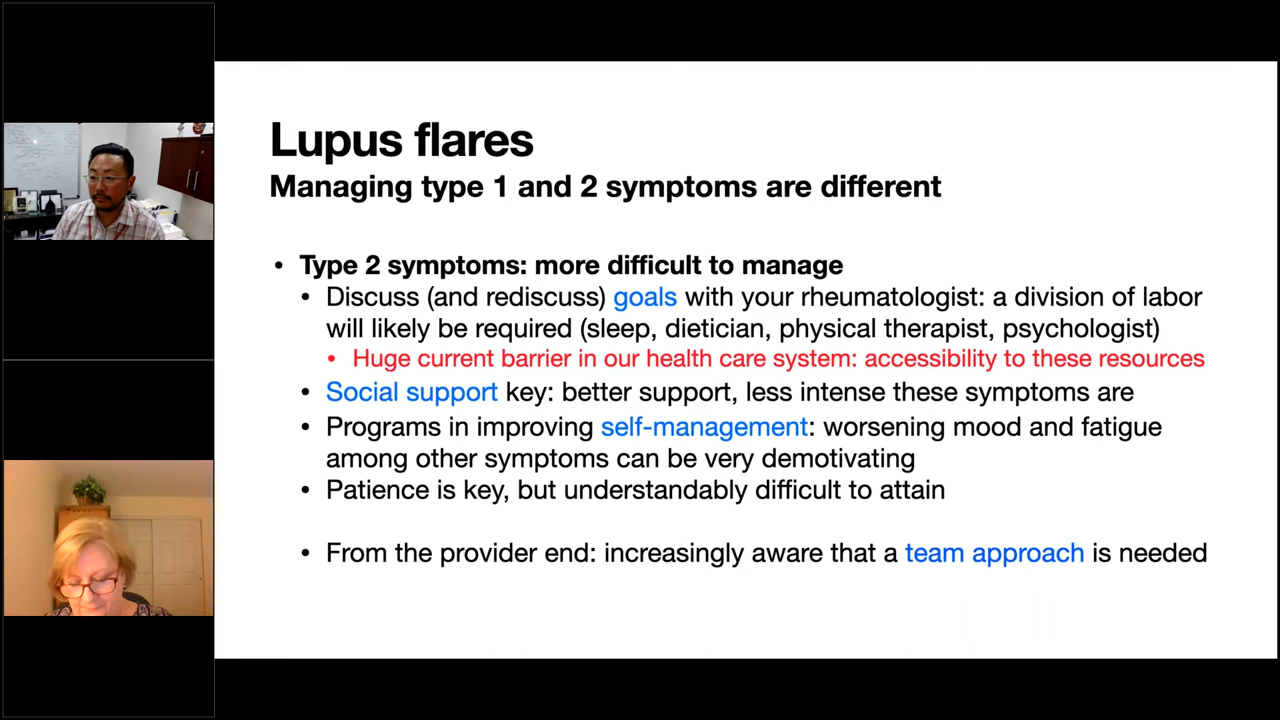 Lupus flares
Managing type 1 and 2 symptoms are different
• Type 2 symptoms: more difficult to manage
• Discuss (and rediscuss) goals with your rheumatologist: a division of labor
will likely be required (sleep, dietician, physical therapist, psychologist)
• Huge current barrier in our health care system: accessibility to these resources
• Social support key: better support, less intense these symptoms are
• Programs in improving self-management: worsening mood and fatigue
among other symptoms can be very demotivating
• Patience is key, but understandably difficult to attain
• From the provider end: increasingly aware that a team approach is needed